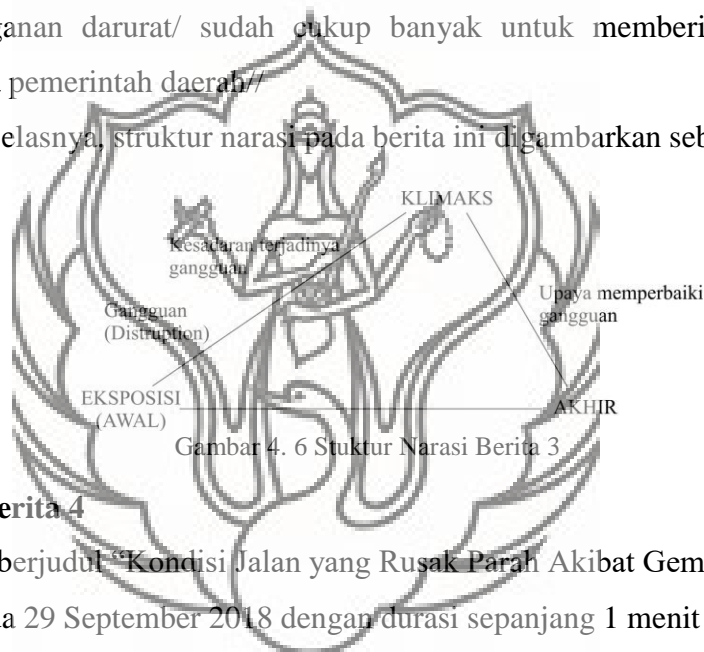 ganan darurat/ sudah cukup banyak untuk memberi
pemerintah daerah//
elasnya, struktur narasi pada berita ini digambarkan seb
KLIMAKS
Kesadaran terjadinya
gangguan
Upaya memperbaiki
gangguan
Gangguan
(Distruption)
EKSPOSISI
(AWAL)
AKHIR
Gambar 4. 6 Stuktur Narasi Berita 3
erita 4
berjudul “Kondisi Jalan yang Rusak Parah Akibat Gem
a 29 September 2018 dengan durasi sepanjang 1 menit